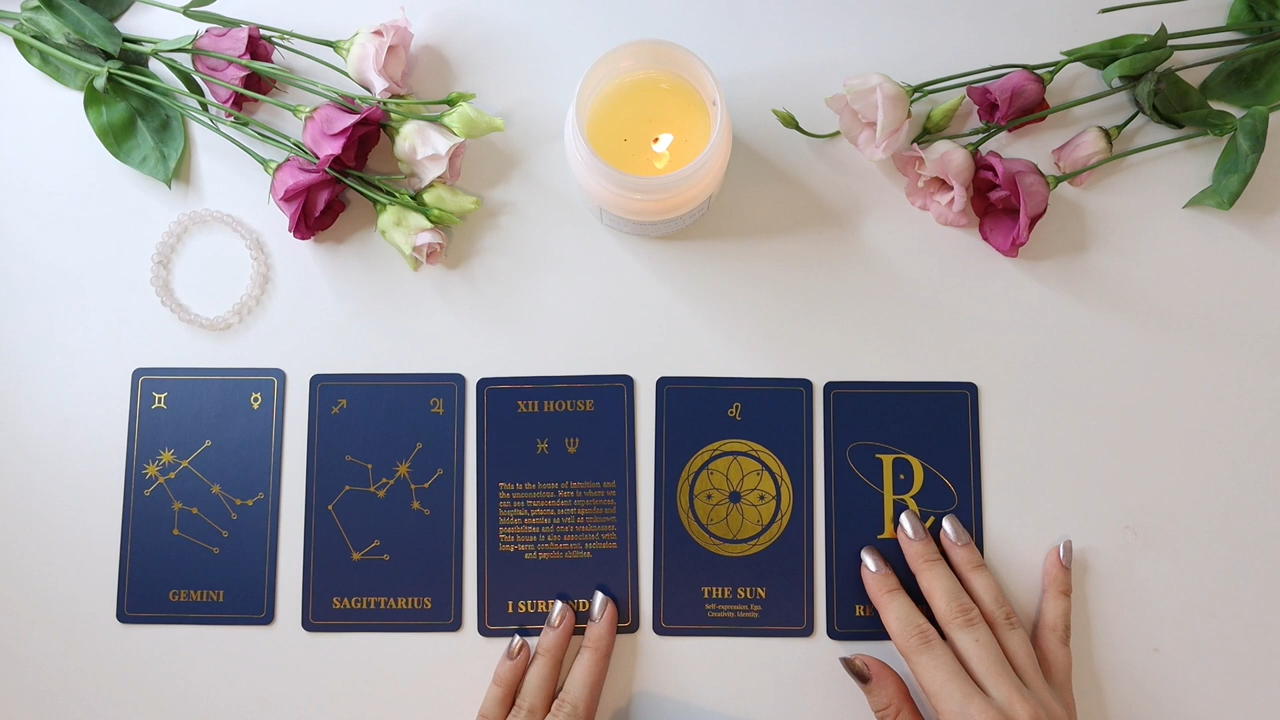 GEMINI
SAGITTARIUS
XII HOUSE
This is the house of intuition and
the unconscious. Here is where we
can see transcendent experiences,
hospitals, prisons, secret agendas and
hidden enemies as well as unknown
possibilities and one's weaknesses.
This house is also associated with
long-term confinement, seclusion
and psychic abilities.
I SURREND
THE SUN
Self-expression. Ego.
Creativity. Identity.
R
RE